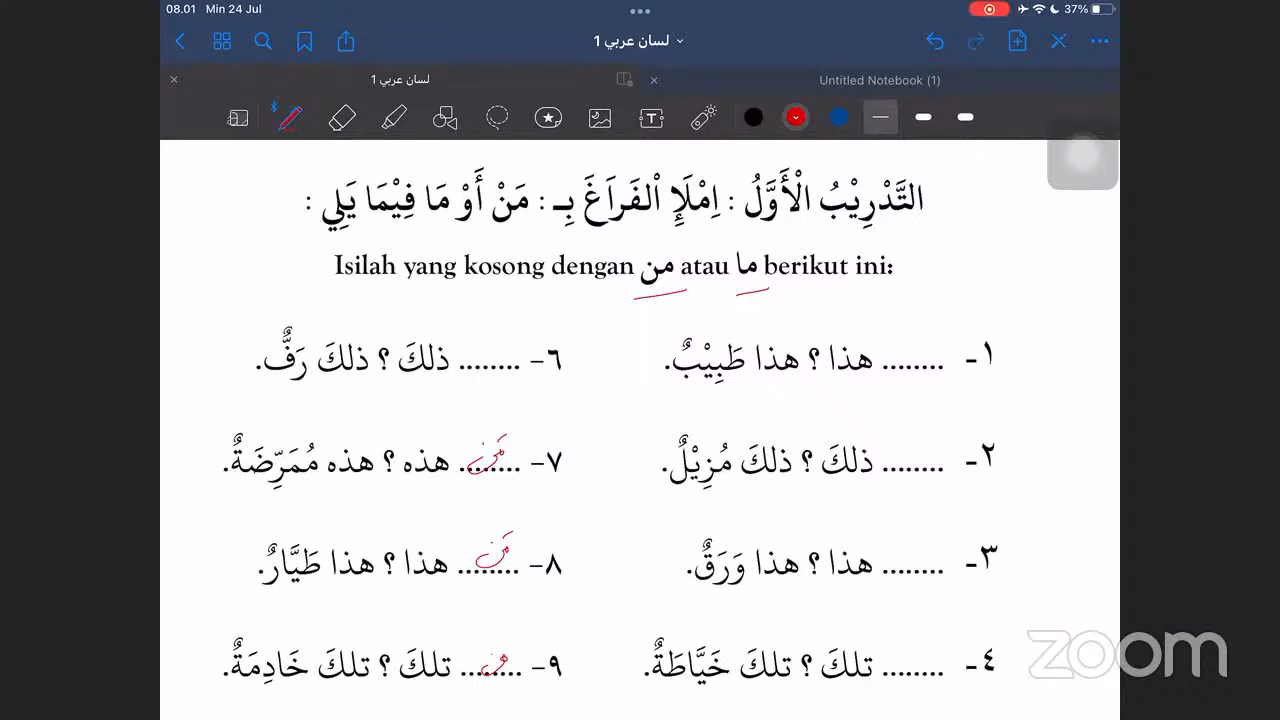 08.01 Min 24 Jul
37%
لسان عربي 1
لسان عربي 1
Untitled Notebook (1)
التَّدْرِيْبُ الْأَوَّلُ : اِمْلَإِ اْلفَرَاغَ بِـ : مَنْ أَوْ مَا فِيْمَا يَلِي :
Isilah yang kosong dengan من atau ما berikut ini:
١- ........ هذا ؟ هذا طَبِيْبٌ.
٦- ........ ذلكَ ؟ ذلكَ رَفٌّ.
٢- ........ ذلكَ ؟ ذلكَ مُزِيْلٌ.
٧- ........ مَن هذه ؟ هذه مُمَرِّضَةٌ.
٣- ........ هذا ؟ هذا وَرَقٌ.
٨- ........ مَن هذا ؟ هذا طَيَّارٌ.
٤- ........ تلكَ ؟ تلكَ خَيَّاطَةٌ.
٩- ........ من تلكَ ؟ تلكَ خَادِمَةٌ.
zoom